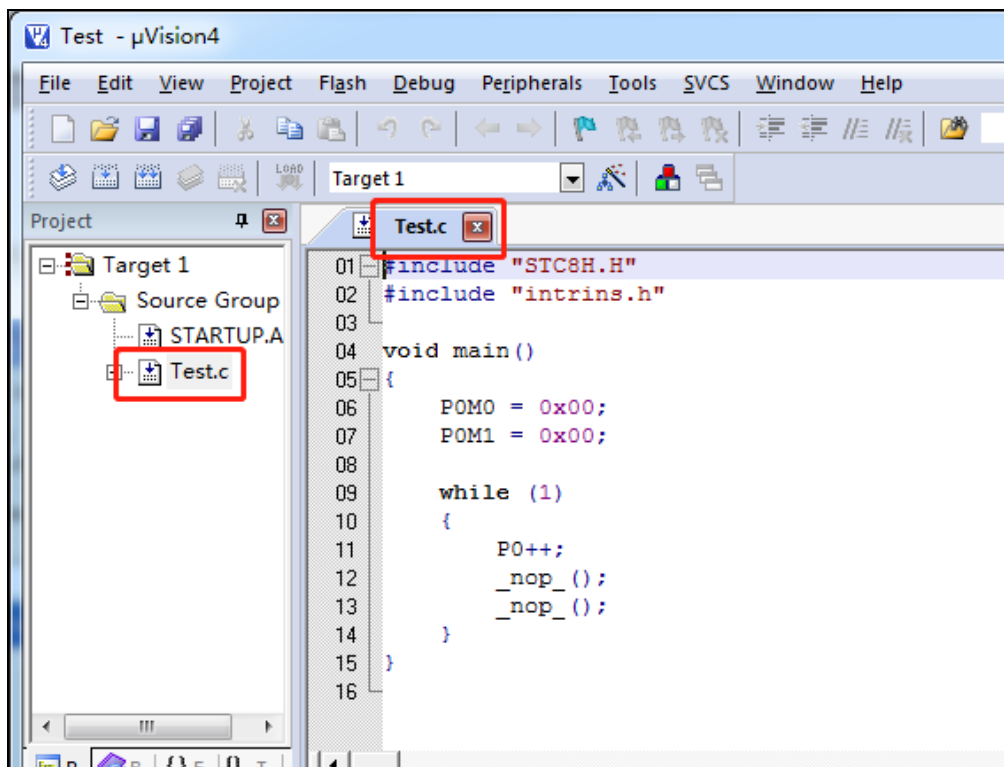 Test - µVision4
File Edit View Project Flash Debug Peripherals Tools SVCS Window Help
LOAD Target 1
Project Test.c
Target 1
Source Group
STARTUP.A
Test.c
01 #include "STC8H.H"
02 #include "intrins.h"
03
04 void main()
05 {
06 P0M0 = 0x00;
07 P0M1 = 0x00;
08
09 while (1)
10 {
11 P0++;
12 _nop_();
13 _nop_();
14 }
15 }
16